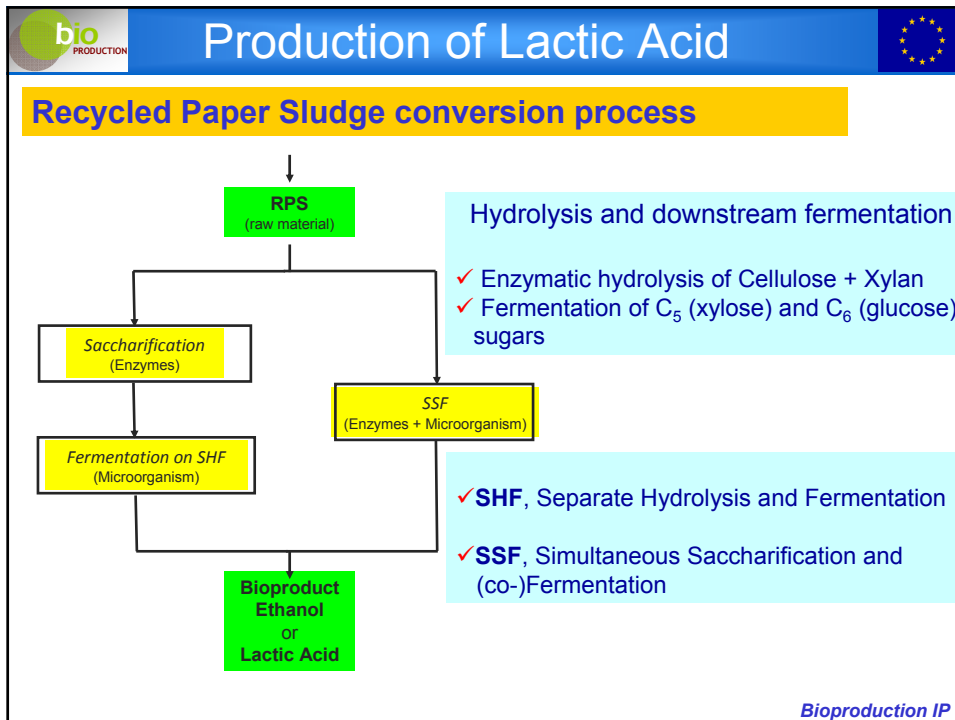 bio
PRODUCTION
Production of Lactic Acid
Recycled Paper Sludge conversion process
RPS
(raw material)
Saccharification
(Enzymes)
Fermentation on SHF
(Microorganism)
SSF
(Enzymes + Microorganism)
Bioproduct
Ethanol
or
Lactic Acid
Hydrolysis and downstream fermentation
✓ Enzymatic hydrolysis of Cellulose + Xylan
✓ Fermentation of C₅ (xylose) and C₆ (glucose)
sugars
✓SHF, Separate Hydrolysis and Fermentation
✓SSF, Simultaneous Saccharification and
(co-)Fermentation
Bioproduction IP